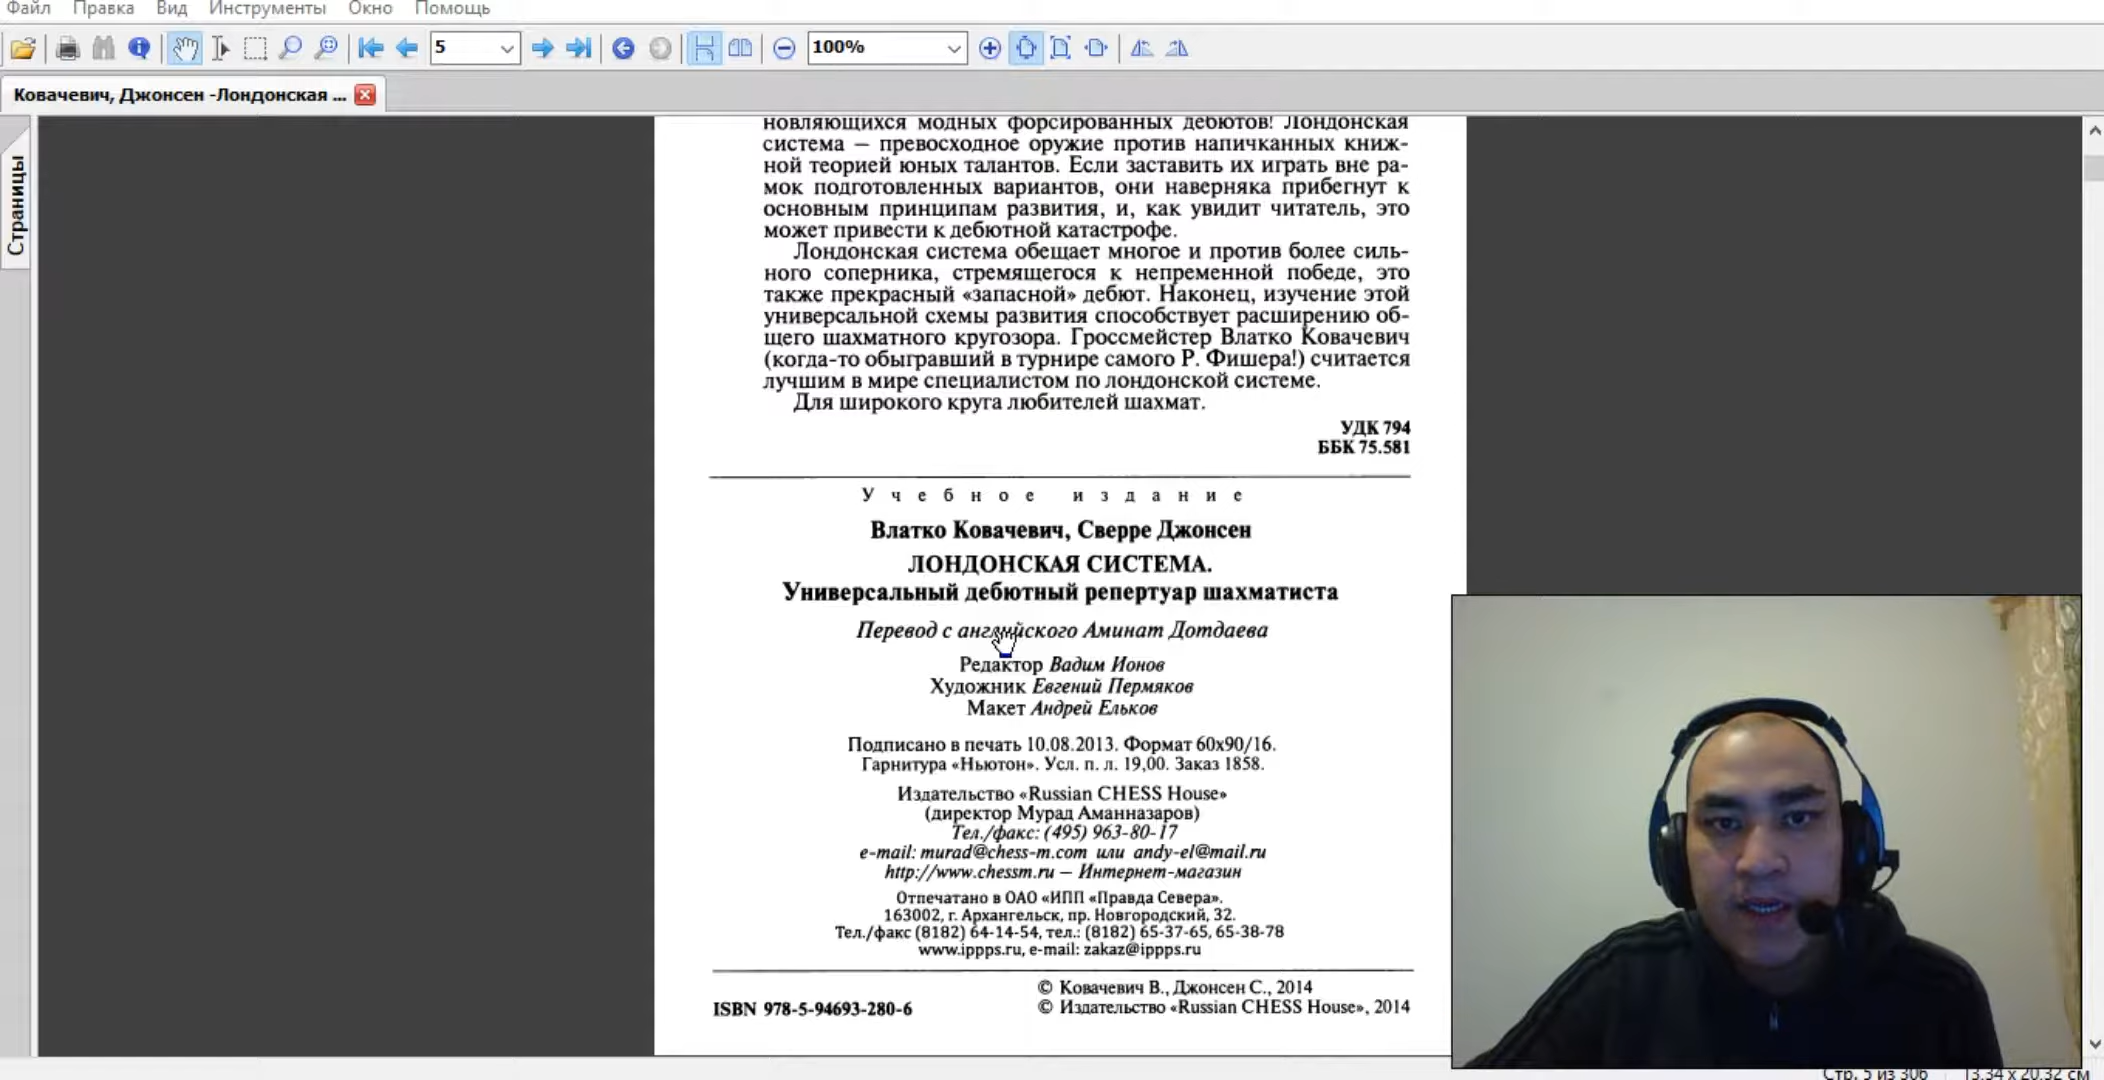 Файл Правка Вид Инструменты Окно Помощь
5 100%
Ковачевич, Джонсен -Лондонская ...
Страницы
новляющихся модных форсированных дебютов! Лондонская
система — превосходное оружие против напичканных книж-
ной теорией юных талантов. Если заставить их играть вне ра-
мок подготовленных вариантов, они наверняка прибегнут к
основным принципам развития, и, как увидит читатель, это
может привести к дебютной катастрофе.
Лондонская система обещает многое и против более силь-
ного соперника, стремящегося к непременной победе, это
также прекрасный «запасной» дебют. Наконец, изучение этой
универсальной схемы развития способствует расширению об-
щего шахматного кругозора. Гроссмейстер Влатко Ковачевич
(когда-то обыгравший в турнире самого Р. Фишера!) считается
лучшим в мире специалистом по лондонской системе.
Для широкого круга любителей шахмат.
УДК 794
ББК 75.581
Учебное издание
Влатко Ковачевич, Сверре Джонсен
ЛОНДОНСКАЯ СИСТЕМА.
Универсальный дебютный репертуар шахматиста
Перевод с английского Аминат Дотдаева
Редактор Вадим Ионов
Художник Евгений Пермяков
Макет Андрей Ельков
Подписано в печать 10.08.2013. Формат 60х90/16.
Гарнитура «Ньютон». Усл. п. л. 19,00. Заказ 1858.
Издательство «Russian CHESS House»
(директор Мурад Аманназаров)
Тел./факс: (495) 963-80-17
e-mail: murad@chess-m.com или andy-el@mail.ru
http://www.chessm.ru — Интернет-магазин
Отпечатано в ОАО «ИПП «Правда Севера».
163002, г. Архангельск, пр. Новгородский, 32.
Тел./факс (8182) 64-14-54, тел.: (8182) 65-37-65, 65-38-78
www.ippps.ru, e-mail: zakaz@ippps.ru
© Ковачевич В., Джонсен С., 2014
ISBN 978-5-94693-280-6 © Издательство «Russian CHESS House», 2014
Стр. 5 из 306 13,34 x 20,32 см